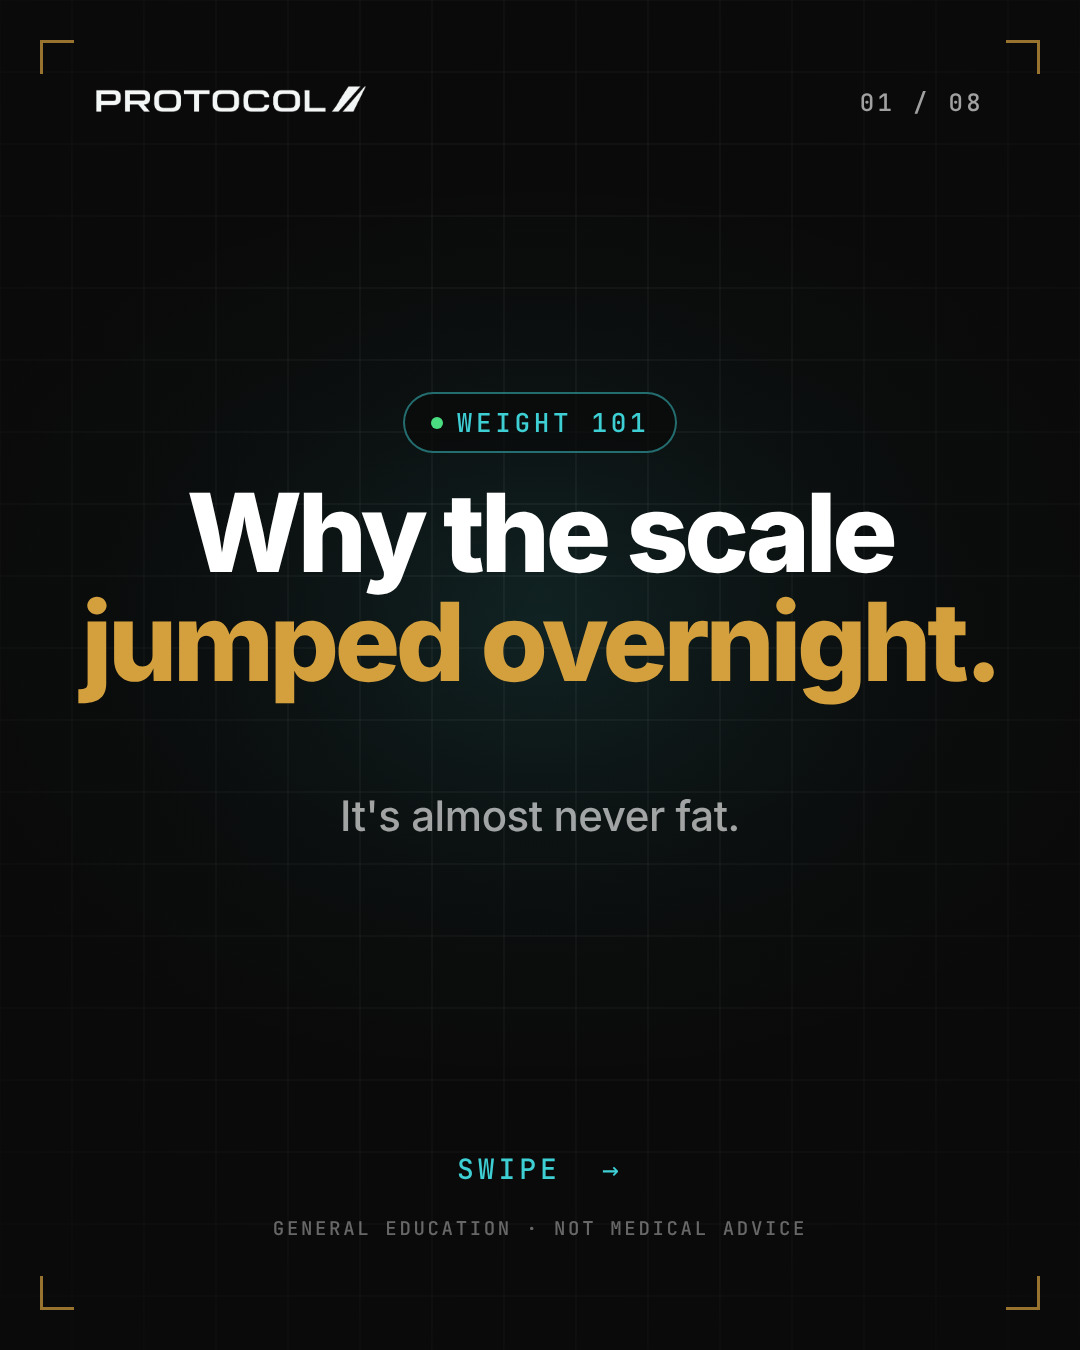 PROTOCOL
01 / 08
WEIGHT 101
Why the scale
jumped overnight.
It's almost never fat.
SWIPE →
GENERAL EDUCATION · NOT MEDICAL ADVICE